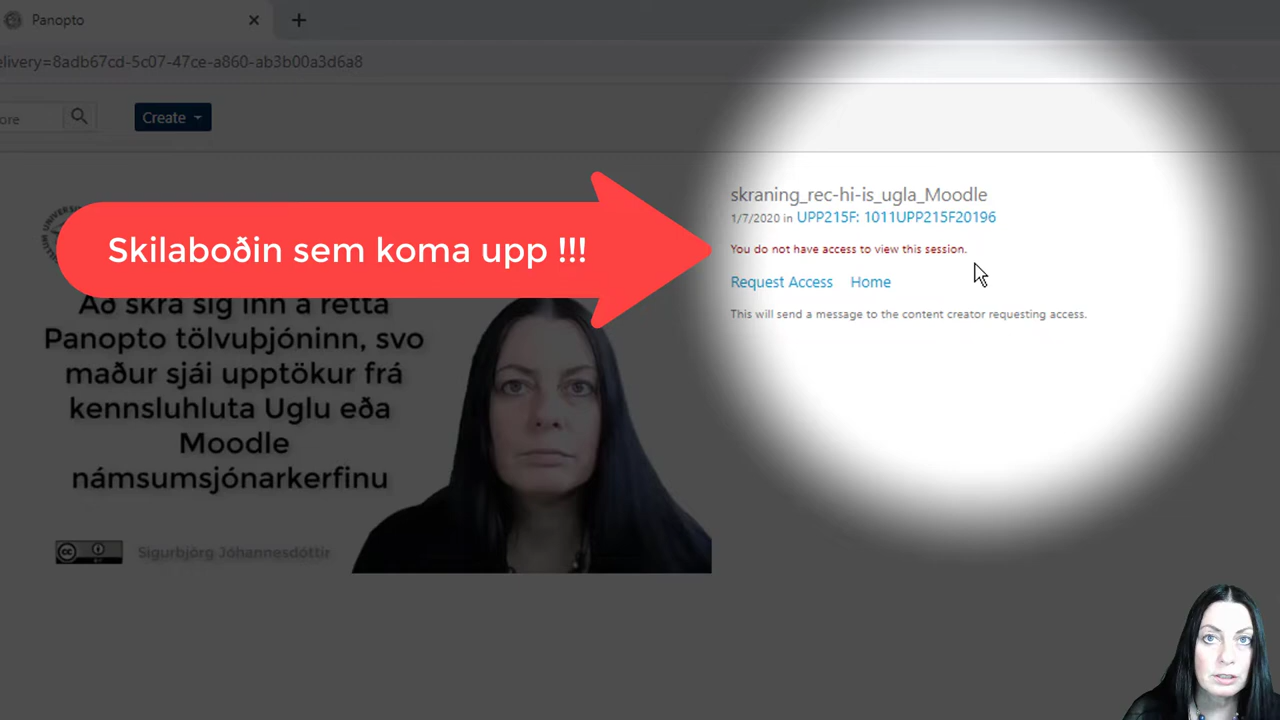 Panopto
elivery=8adb67cd-5c07-47ce-a860-ab3b00a3d6a8
ore
Create
skraning_rec-hi-is_ugla_Moodle
1/7/2020 in UPP215F: 1011UPP215F20196
Skilaboðin sem koma upp !!!
You do not have access to view this session.
Request Access Home
This will send a message to the content creator requesting access.
Að skrá sig inn á rétta
Panopto tölvuþjóninn, svo
maður sjái upptökur frá
kennsluhluta Uglu eða
Moodle
námsumsjónarkerfinu
Sigurbjörg Jóhannesdóttir